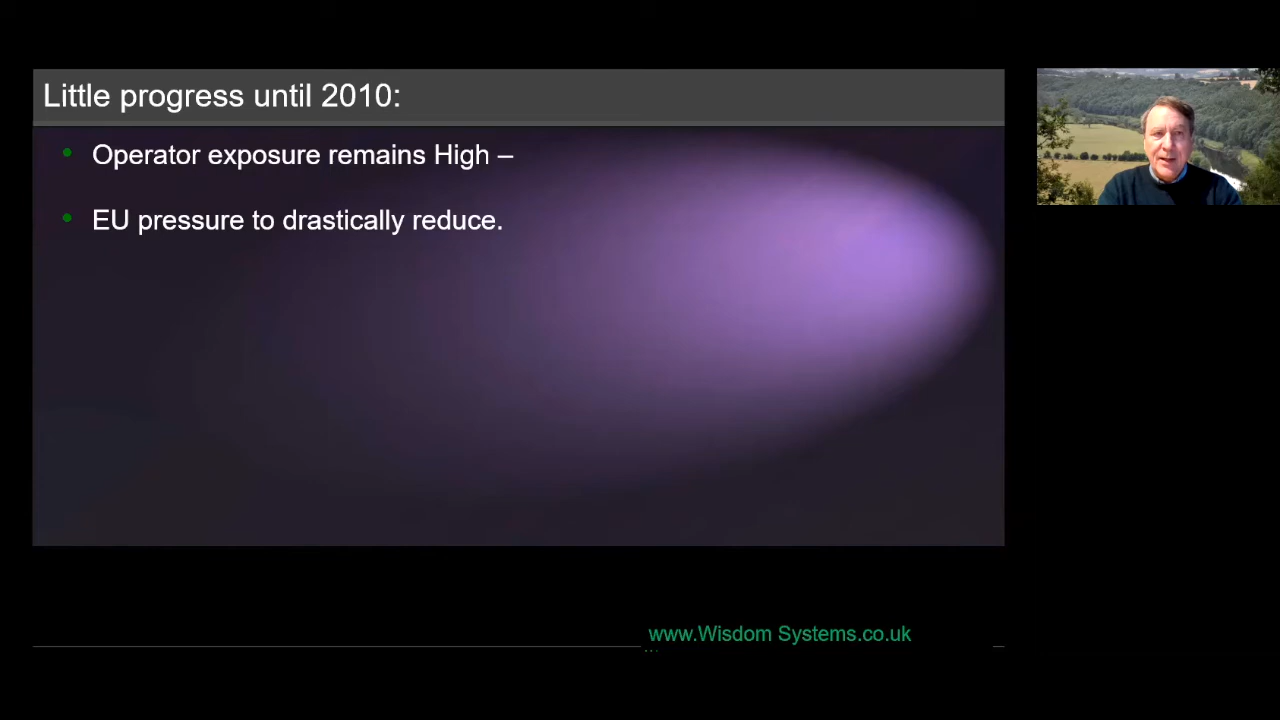 Little progress until 2010:
Operator exposure remains High –
EU pressure to drastically reduce.
www.Wisdom Systems.co.uk